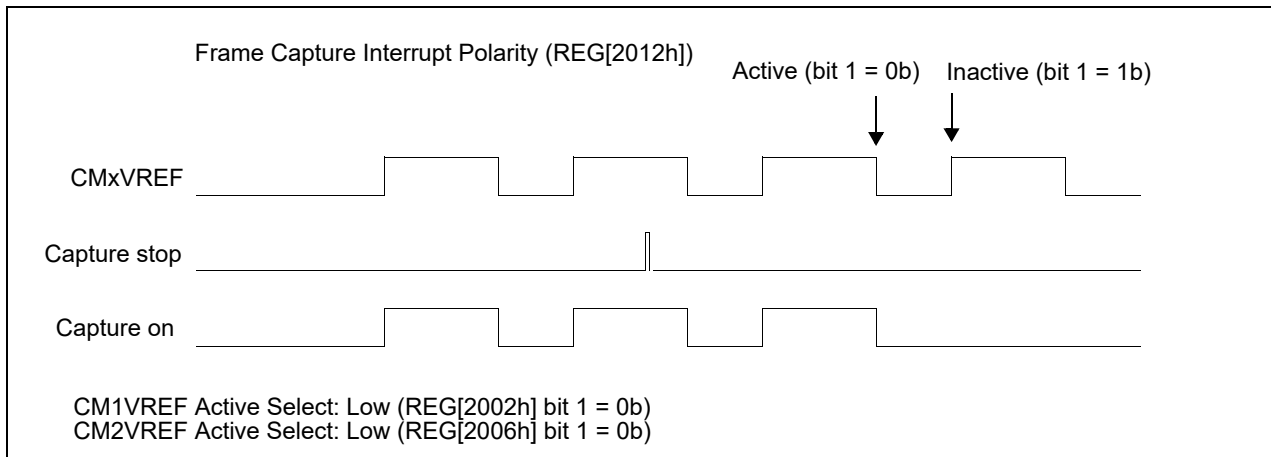 Frame Capture Interrupt Polarity (REG[2012h])
Active (bit 1 = 0b) Inactive (bit 1 = 1b)
CMxVREF
Capture stop
Capture on
CM1VREF Active Select: Low (REG[2002h] bit 1 = 0b)
CM2VREF Active Select: Low (REG[2006h] bit 1 = 0b)